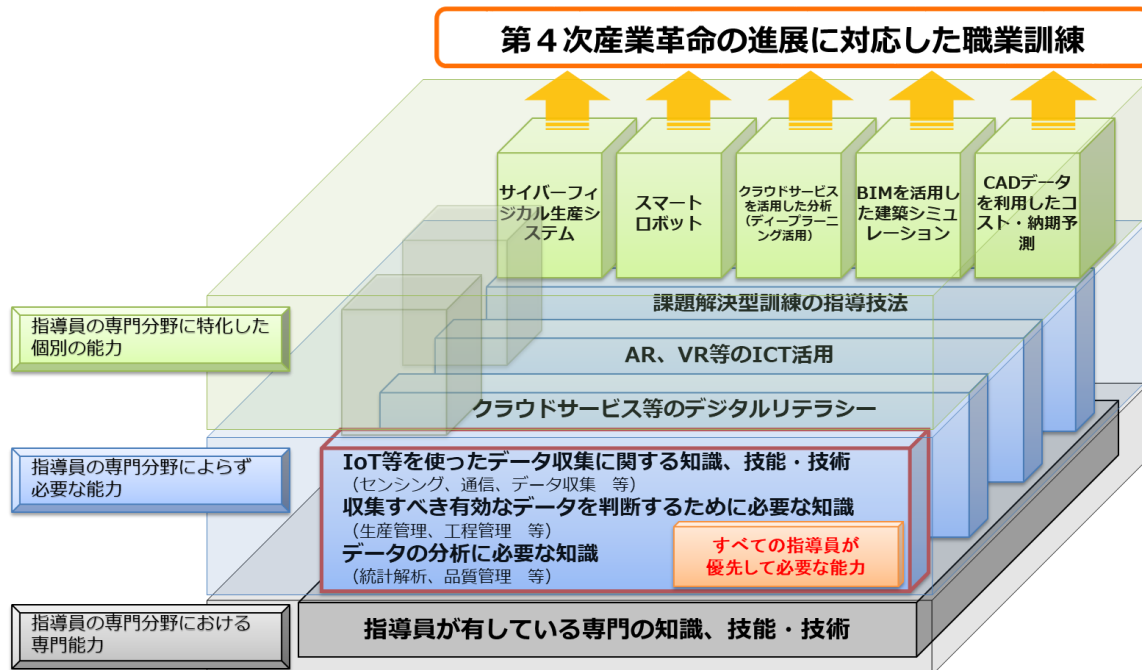 第４次産業革命の進展に対応した職業訓練
サイバーフィ
ジカル生産シ
ステム
スマート
ロボット
クラウドサービス
を活用した分析
（ディープラーニ
ング活用）
BIMを活用し
た建築シミュ
レーション
CADデータ
を利用したコ
スト・納期予
測
課題解決型訓練の指導技法
指導員の専門分野に特化した
個別の能力
AR、VR等のICT活用
クラウドサービス等のデジタルリテラシー
指導員の専門分野によらず
必要な能力
IoT等を使ったデータ収集に関する知識、技能・技術
（センシング、通信、データ収集　等）
収集すべき有効なデータを判断するために必要な知識
（生産管理、工程管理　等）
データの分析に必要な知識
（統計解析、品質管理　等）
すべての指導員が
優先して必要な能力
指導員の専門分野における
専門能力
指導員が有している専門の知識、技能・技術